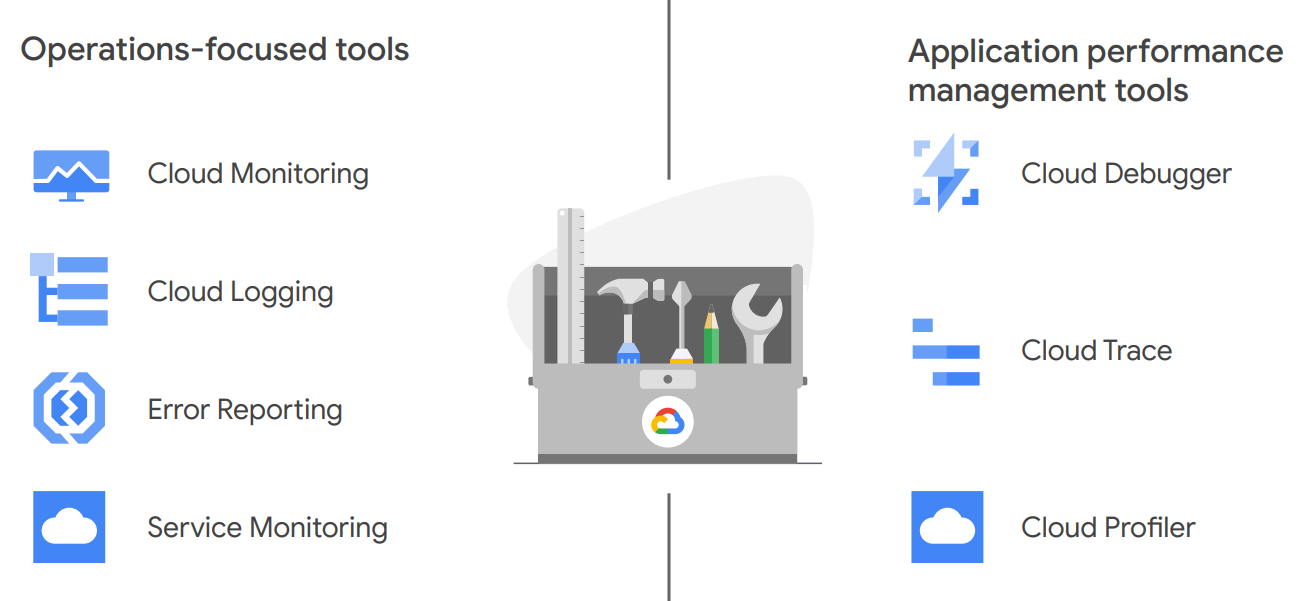 Operations-focused tools
Cloud Monitoring
Cloud Logging
Error Reporting
Service Monitoring
Application performance
management tools
Cloud Debugger
Cloud Trace
Cloud Profiler